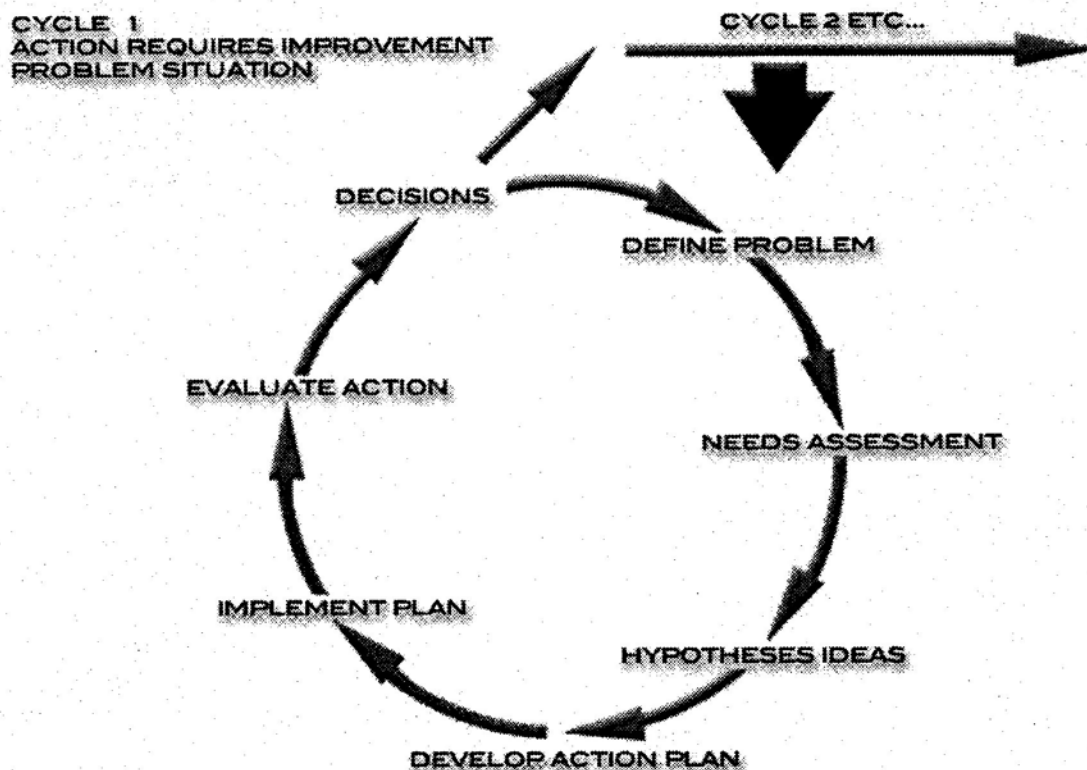 CYCLE 1
ACTION REQUIRES IMPROVEMENT
PROBLEM SITUATION
CYCLE 2 ETC...
DECISIONS
DEFINE PROBLEM
NEEDS ASSESSMENT
HYPOTHESES IDEAS
DEVELOP ACTION PLAN
IMPLEMENT PLAN
EVALUATE ACTION